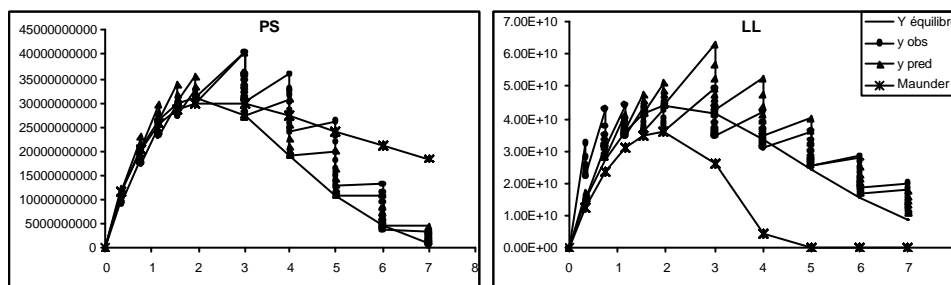 PS
45000000000
40000000000
35000000000
30000000000
25000000000
20000000000
15000000000
10000000000
5000000000
0
0 1 2 3 4 5 6 7 8
LL
7.00E+10
6.00E+10
5.00E+10
4.00E+10
3.00E+10
2.00E+10
1.00E+10
0.00E+00
0 1 2 3 4 5 6 7
Y équilibre
y obs
y pred
Maunder